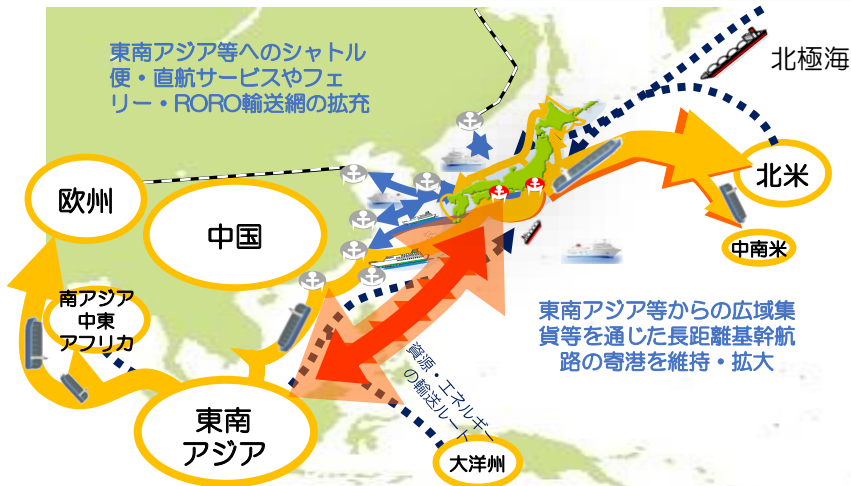 東南アジア等へのシャトル
便・直航サービスやフェ
リー・RORO輸送網の拡充
北極海
欧州
中国
北米
中南米
南アジア
中東
アフリカ
東南アジア等からの広域集
貨等を通じた長距離基幹航
路の寄港を維持・拡大
資源・エネルギー
の輸送ルート
東南
アジア
大洋州